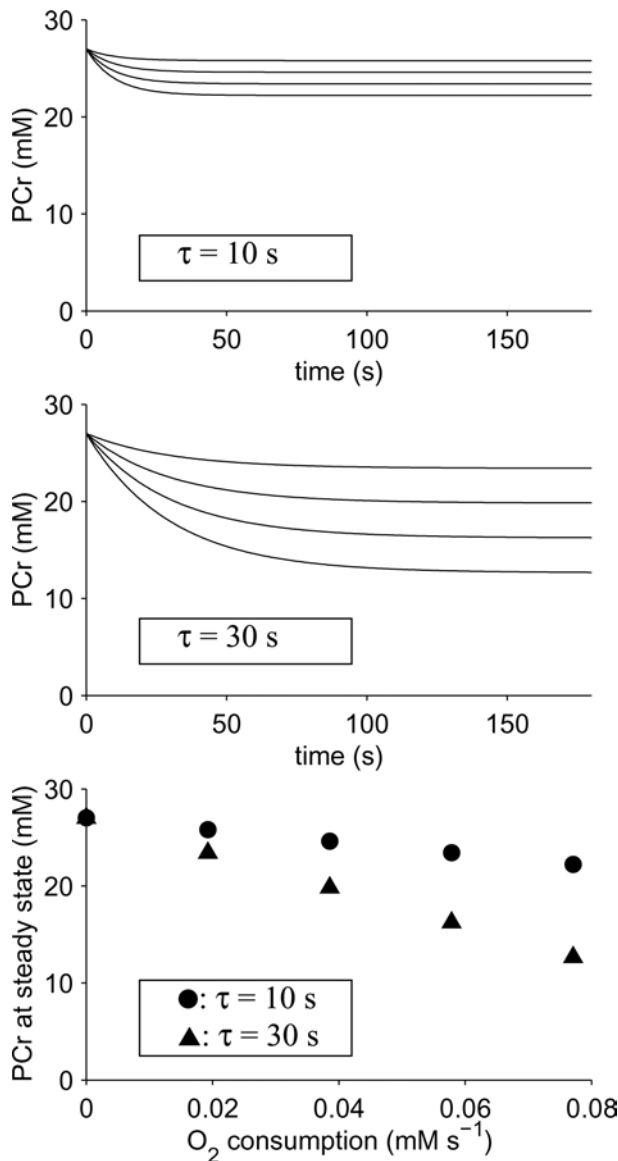 30
20
10
0
PCr (mM)
τ = 10 s
0 50 100 150
time (s)
30
20
10
0
PCr (mM)
τ = 30 s
0 50 100 150
time (s)
30
20
10
0
PCr at steady state (mM)
●: τ = 10 s
▲: τ = 30 s
0 0.02 0.04 0.06 0.08
O₂ consumption (mM s⁻¹)